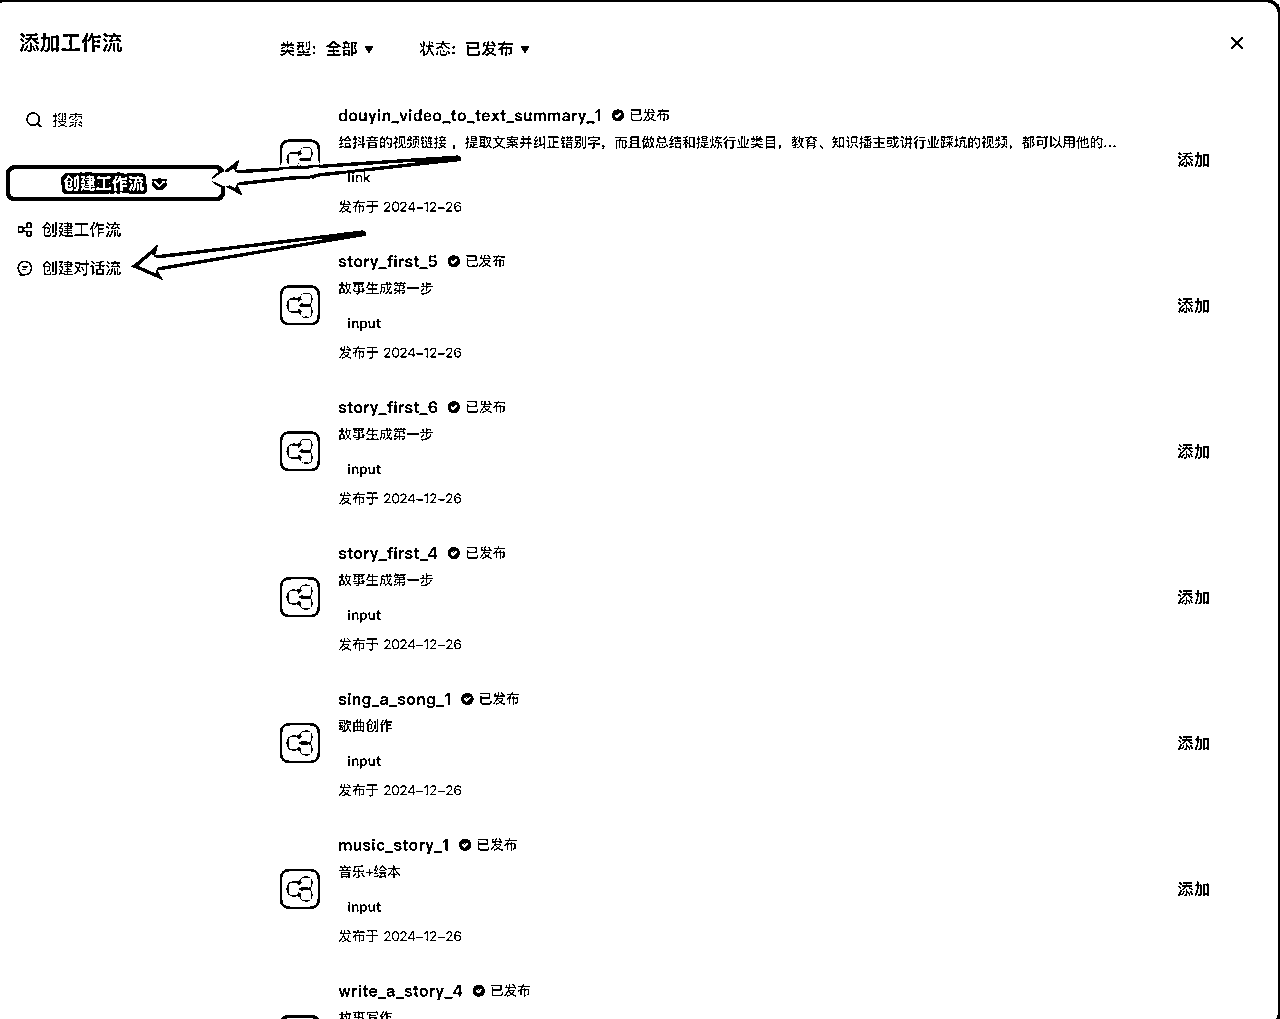 添加工作流
类型: 全部
状态: 已发布
搜索
创建工作流
创建工作流
创建对话流
douyin_video_to_text_summary_1 已发布
给抖音的视频链接，提取文案并纠正错别字，而且做总结和提炼行业类目，教育、知识播主或讲行业踩坑的视频，都可以用他的...
link
发布于 2024-12-26
添加
story_first_5 已发布
故事生成第一步
input
发布于 2024-12-26
添加
story_first_6 已发布
故事生成第一步
input
发布于 2024-12-26
添加
story_first_4 已发布
故事生成第一步
input
发布于 2024-12-26
添加
sing_a_song_1 已发布
歌曲创作
input
发布于 2024-12-26
添加
music_story_1 已发布
音乐+绘本
input
发布于 2024-12-26
添加
write_a_story_4 已发布
故事写作